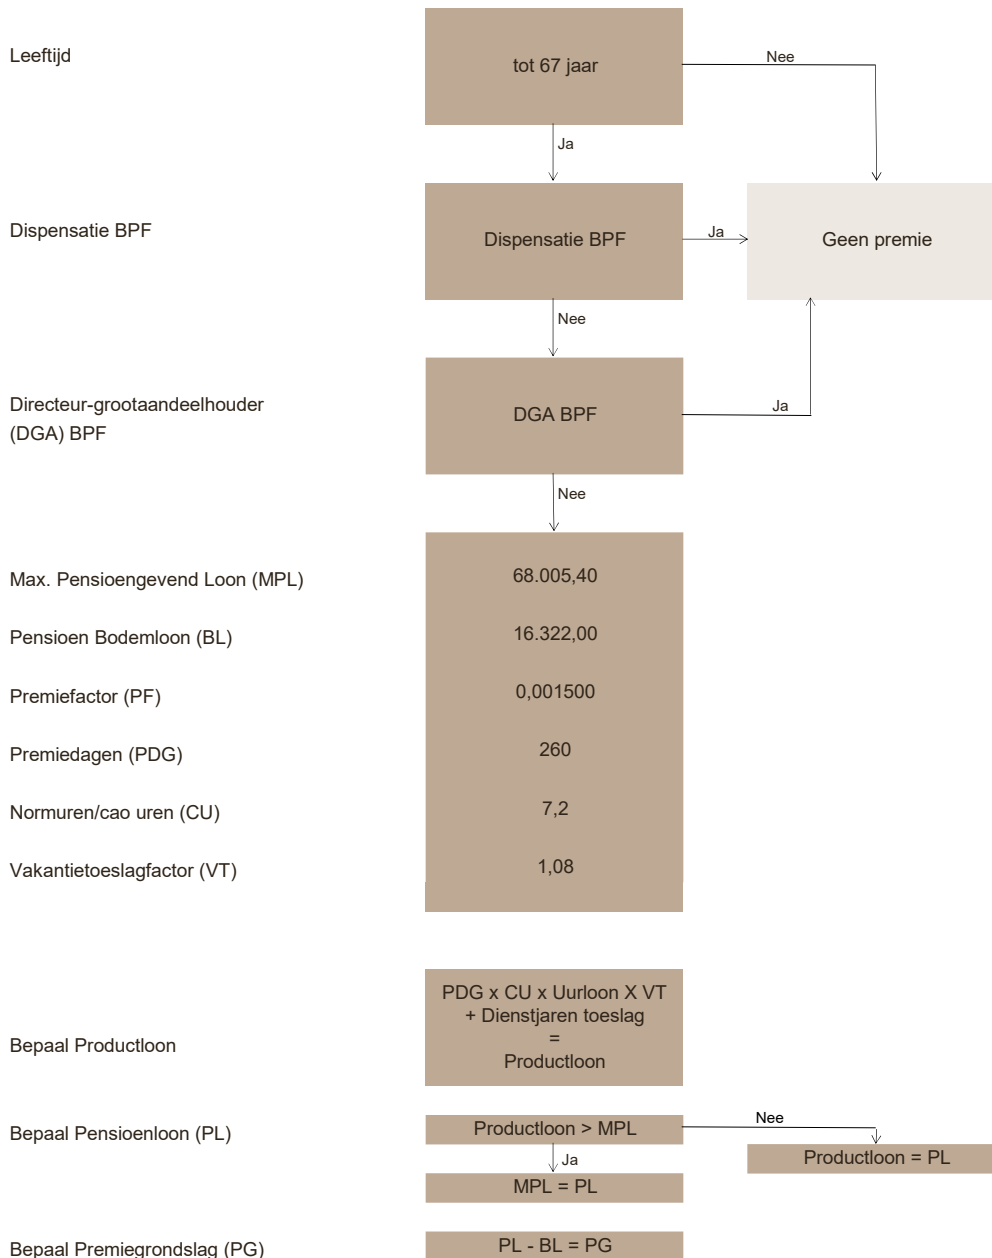 Leeftijd
tot 67 jaar
Nee
Ja
Dispensatie BPF
Dispensatie BPF
Ja
Geen premie
Nee
Directeur-grootaandeelhouder
(DGA) BPF
DGA BPF
Ja
Nee
Max. Pensioengevend Loon (MPL)
68.005,40
Pensioen Bodemloon (BL)
16.322,00
Premiefactor (PF)
0,001500
Premiedagen (PDG)
260
Normuren/cao uren (CU)
7,2
Vakantietoeslagfactor (VT)
1,08
Bepaal Productloon
PDG x CU x Uurloon X VT
+ Dienstjaren toeslag
=
Productloon
Bepaal Pensioenloon (PL)
Productloon > MPL
Nee
Ja
Productloon = PL
MPL = PL
Bepaal Premiegrondslag (PG)
PL - BL = PG